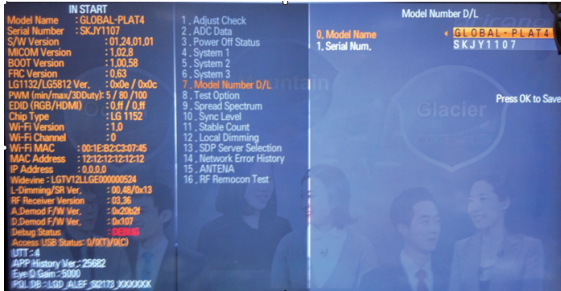 IN START
Model Name : GLOBAL-PLAT4
Serial Number : SKJY1107
S/W Version : 01,24,01,01
MICOM Version : 1,02,8
BOOT Version : 1,00,58
FRC Version : 0,63
LG1132/LG5812 Ver. : 0x0e / 0x0c
PWM (min/max/3DDuty): 5 / 80 /100
EDID (RGB/HDMI) : 0,ff / 0,ff
Chip Type : LG 1152
Wi-Fi Version : 1,0
Wi-Fi Channel : 0
Wi-Fi MAC : 00:1E:B2:C3:07:45
MAC Address : 12:12:12:12:12:12
IP Address : 0,0,0,0
Widevine : LGTV12LLGE000000524
L-Dimming/SR Ver. : 00,48/0x13
RF Receiver Version : 03,36
A,Demod F/W Ver. : 0x20b2f
D,Demod F/W Ver. : 0x107
Debug Status : DEBUG
Access USB Status: 0/0(T)/0(C)
UTT : 4
APP History Ver.: 25682
Eye Q Gain : 5000
PQL DB : LGD_ALEF_SI2173_XXXXXX
1 . Adjust Check
2 . ADC Data
3 . Power Off Status
4 . System 1
5 . System 2
6 . System 3
7 . Model Number D/L
8 . Test Option
9 . Spread Spectrum
10 . Sync Level
11 . Stable Count
12 . Local Dimming
13 . SDP Server Selection
14 . Network Error History
15 . ANTENA
16 . RF Remocon Test
Model Number D/L
0. Model Name GLOBAL-PLAT4
1. Serial Num. SKJY1107
Press OK to Save
Glacier